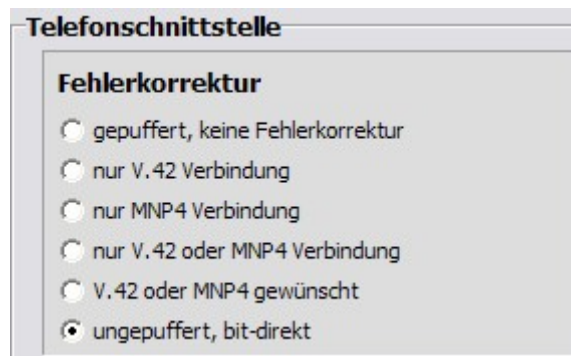 Telefonschnittstelle
Fehlerkorrektur
gepuffert, keine Fehlerkorrektur
nur V.42 Verbindung
nur MNP4 Verbindung
nur V.42 oder MNP4 Verbindung
V.42 oder MNP4 gewünscht
ungepuffert, bit-direkt